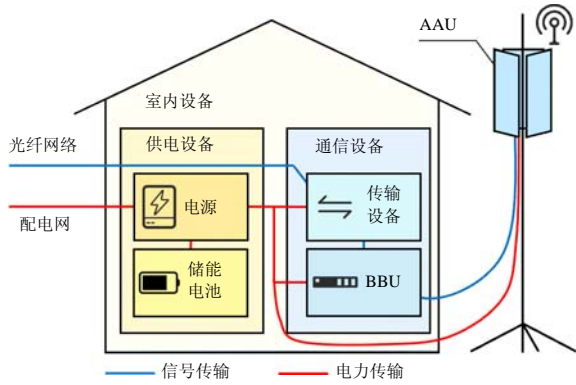 AAU
室内设备
光纤网络
供电设备
通信设备
配电网
电源
传输
设备
储能
电池
BBU
信号传输
电力传输